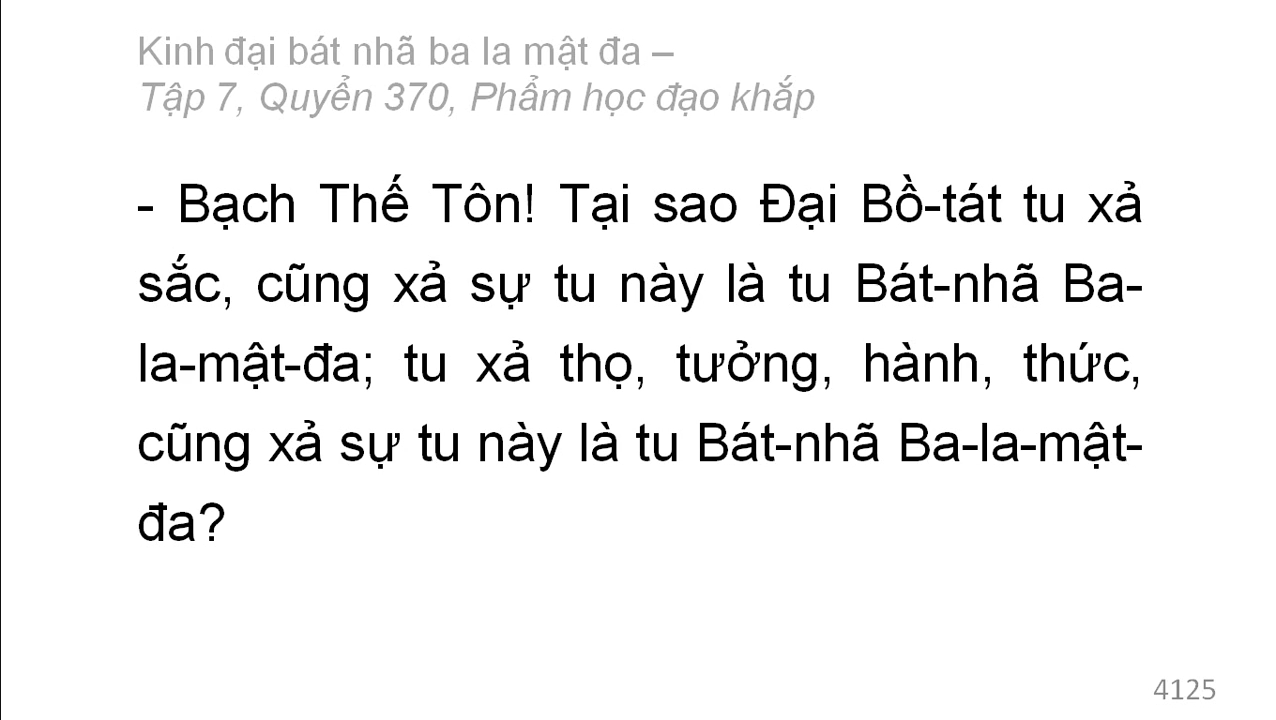 Kinh đại bát nhã ba la mật đa –
Tập 7, Quyển 370, Phẩm học đạo khắp
- Bạch Thế Tôn! Tại sao Đại Bồ-tát tu xả
sắc, cũng xả sự tu này là tu Bát-nhã Ba-
la-mật-đa; tu xả thọ, tưởng, hành, thức,
cũng xả sự tu này là tu Bát-nhã Ba-la-mật-
đa?
4125